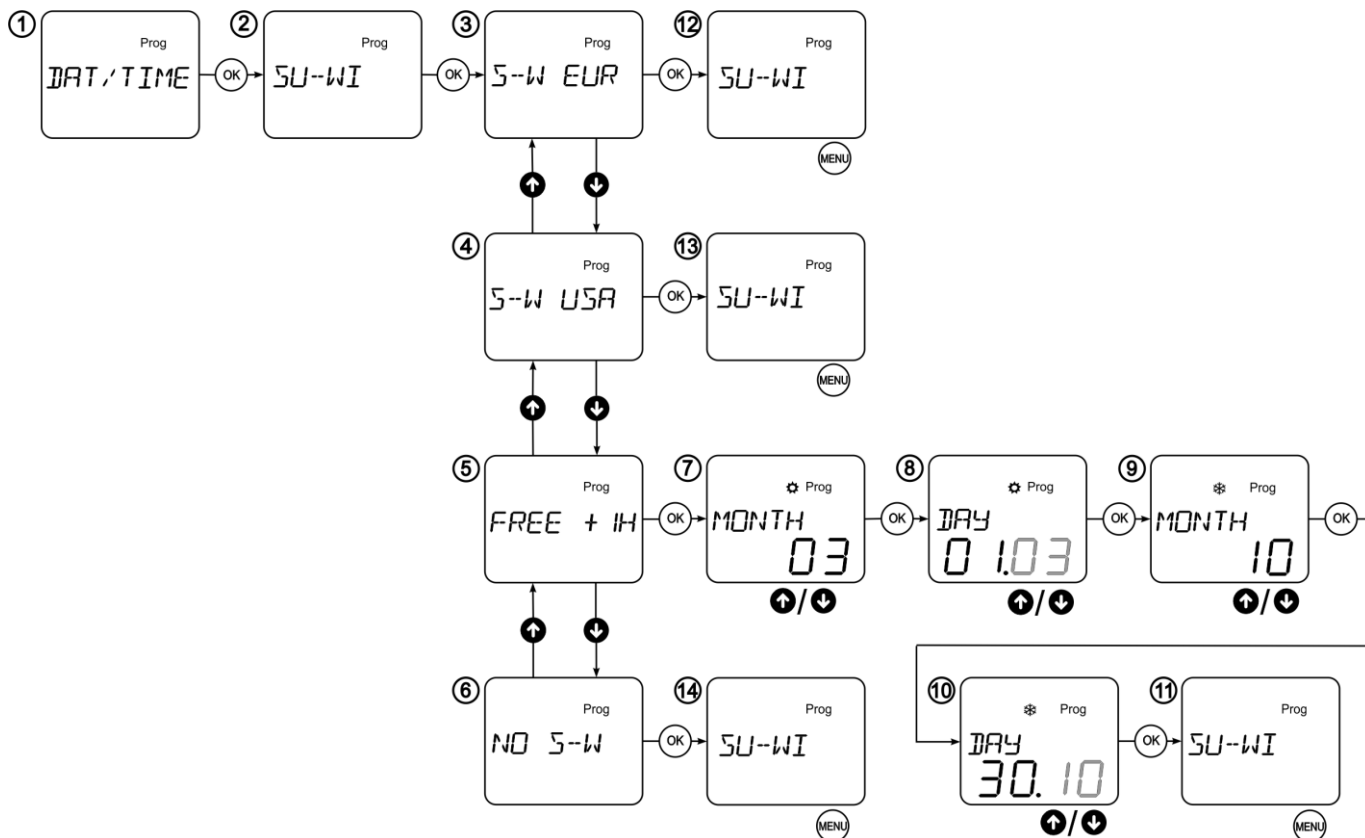 ① ② ③ ⑫
Prog Prog Prog Prog
DAT/TIME OK SU-WI OK S-W EUR OK SU-WI
MENU
④ ⑬
Prog Prog
S-W USA OK SU-WI
MENU
⑤ ⑦ ⑧ ⑨
Prog Prog Prog Prog
FREE + 1H OK MONTH OK DAY OK MONTH OK
03 01.03 10
/ / /
⑥ ⑭ ⑩ ⑪
Prog Prog Prog Prog
NO S-W OK SU-WI DAY OK SU-WI
30.10
MENU / MENU